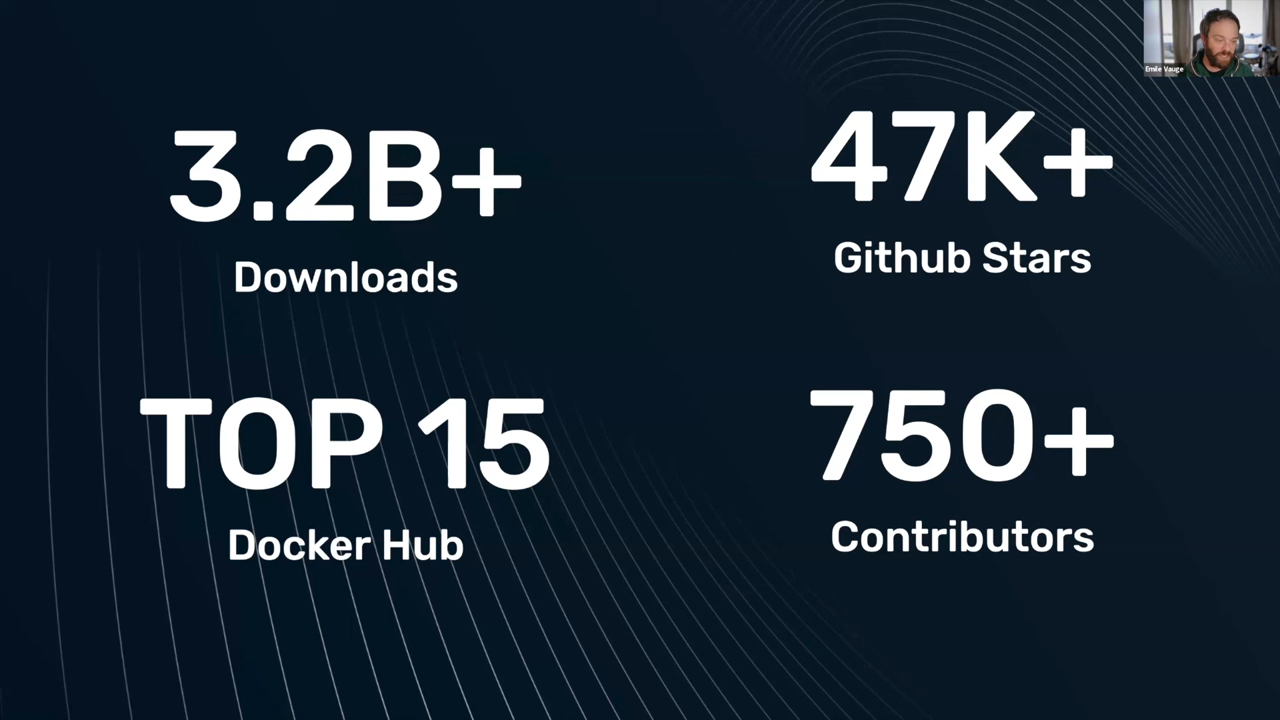 Emile Vauge
3.2B+
Downloads
47K+
Github Stars
TOP 15
Docker Hub
750+
Contributors